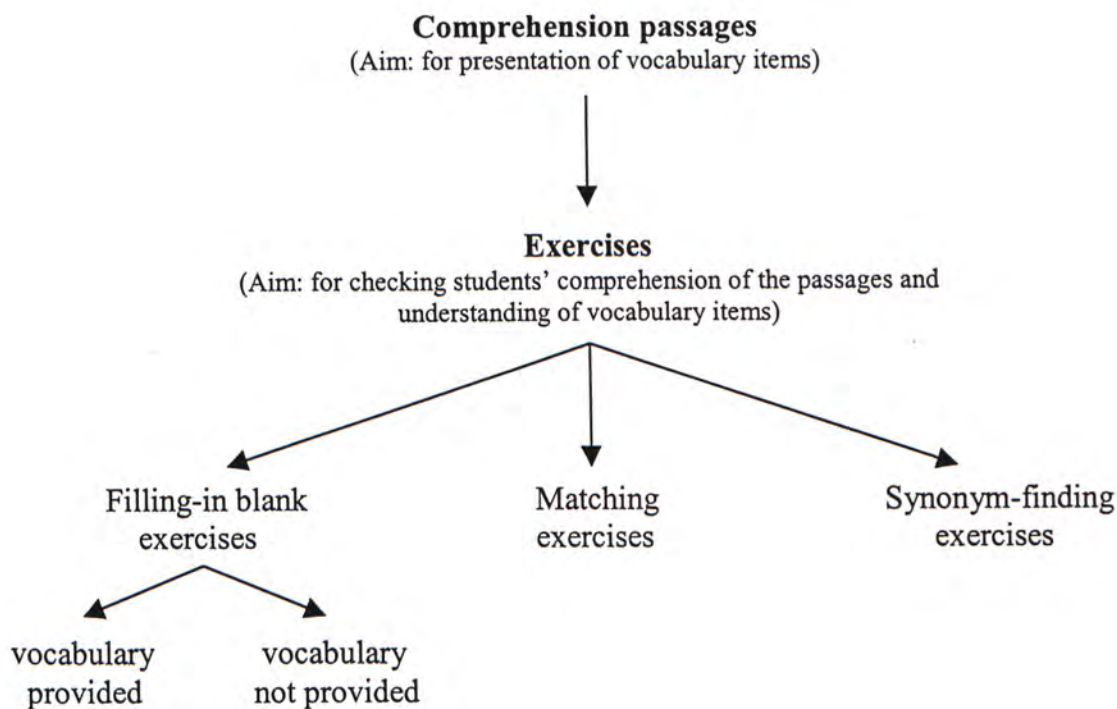 Comprehension passages
(Aim: for presentation of vocabulary items)
Exercises
(Aim: for checking students’ comprehension of the passages and
understanding of vocabulary items)
Filling-in blank
exercises
Matching
exercises
Synonym-finding
exercises
vocabulary
provided
vocabulary
not provided